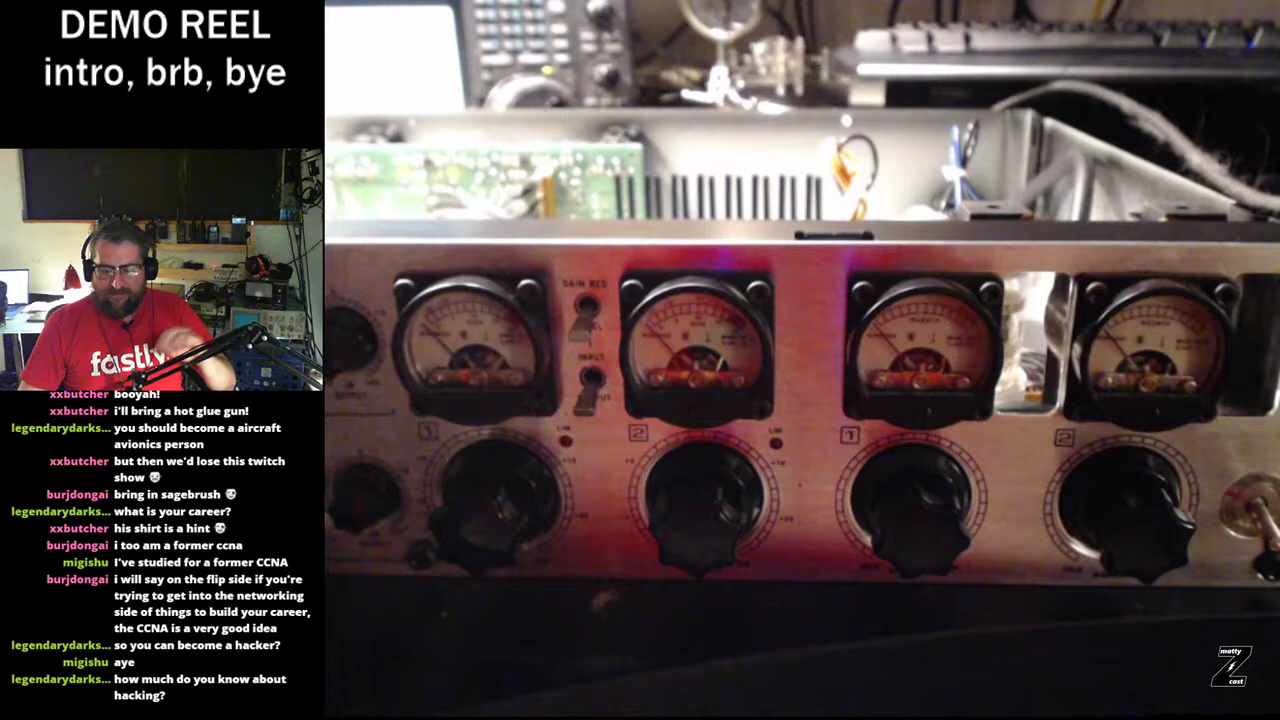 DEMO REEL
intro, brb, bye
fastly
xxbutcher booyah!
xxbutcher i'll bring a hot glue gun!
legendarydarks... you should become a aircraft
avionics person
xxbutcher but then we'd lose this twitch
show
burjdongai bring in sagebrush
legendarydarks... what is your career?
xxbutcher his shirt is a hint
burjdongai i too am a former ccna
migishu I've studied for a former CCNA
burjdongai i will say on the flip side if you're
trying to get into the networking
side of things to build your career,
the CCNA is a very good idea
legendarydarks... so you can become a hacker?
migishu aye
legendarydarks... how much do you know about
hacking?
GAIN RED
INPUT
1
2
1
2
matty
Z
cast